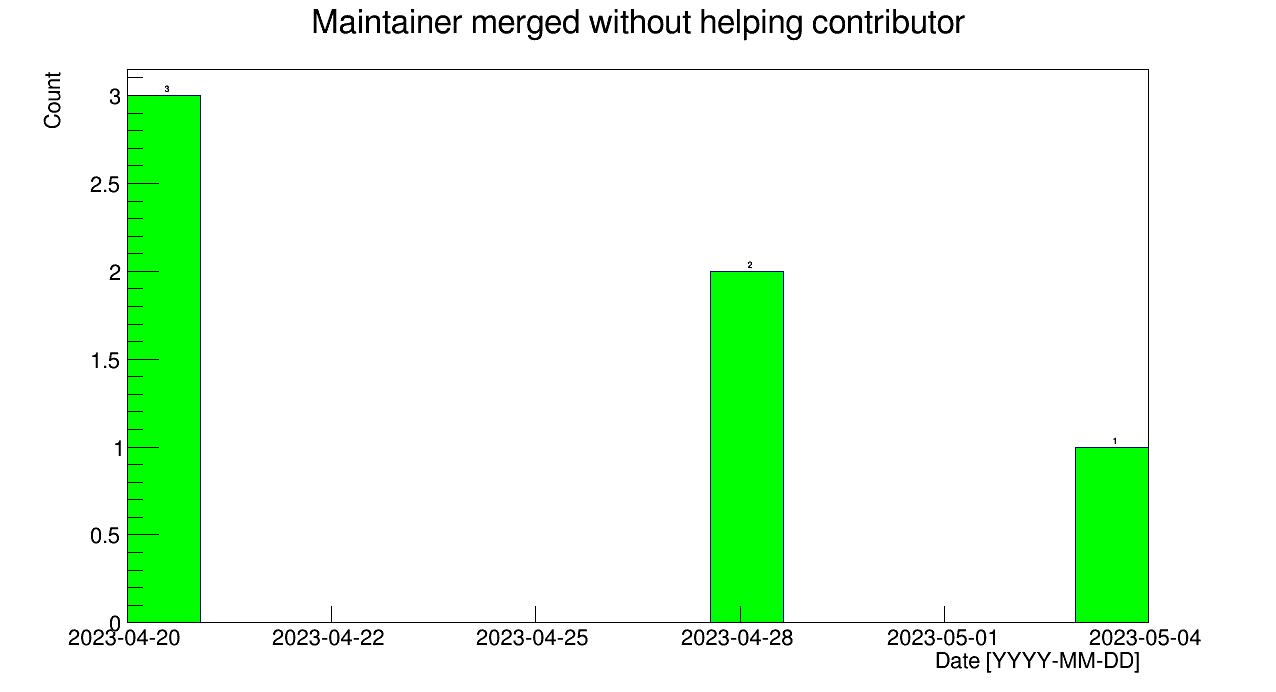 Maintainer merged without helping contributor
Count
3
2.5
2
1.5
1
0.5
0
3
2
1
2023-04-20 2023-04-22 2023-04-25 2023-04-28 2023-05-01 2023-05-04
Date [YYYY-MM-DD]